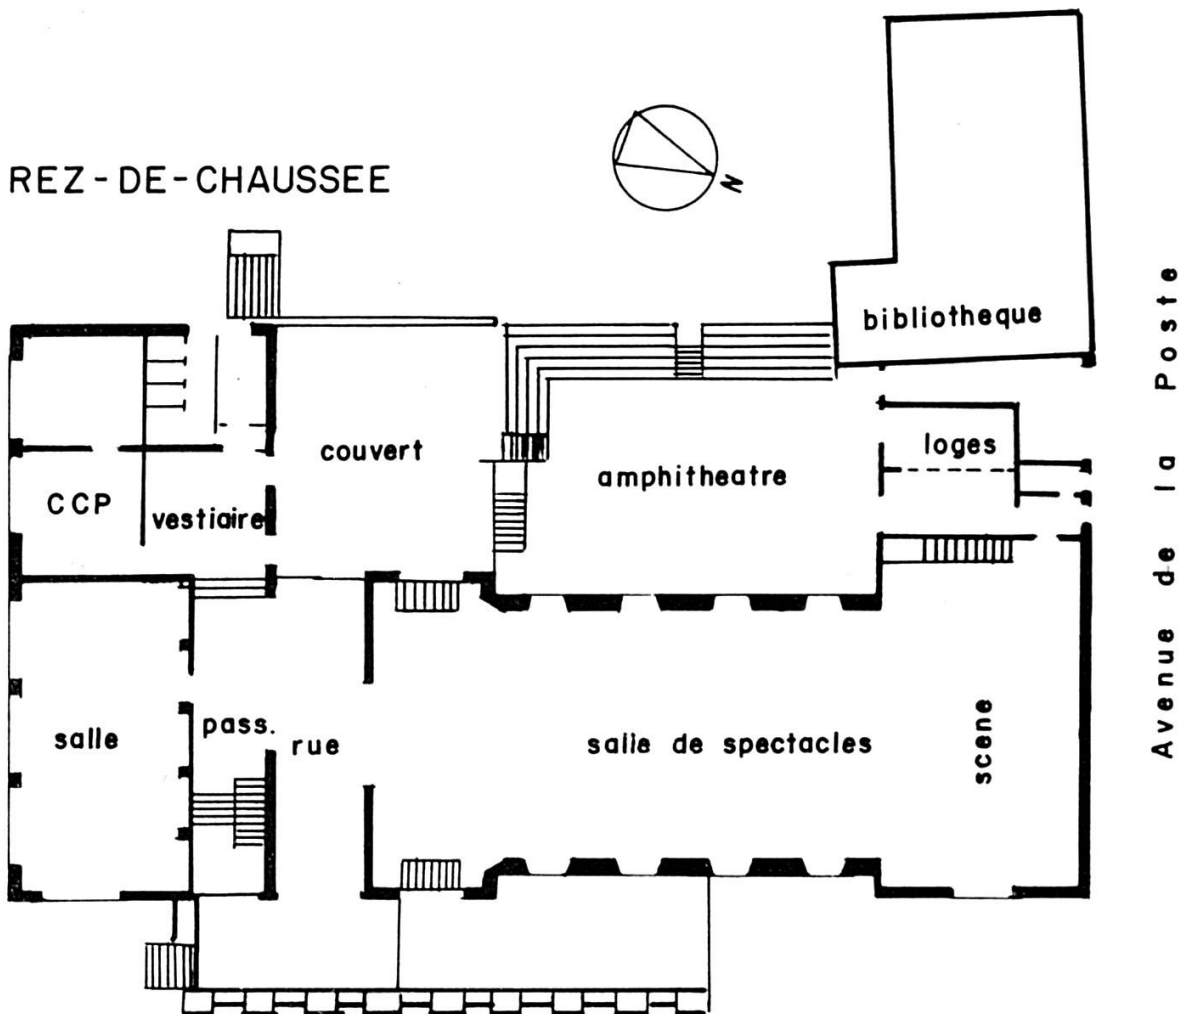 REZ-DE-CHAUSSEE
N
bibliotheque
Avenue de la Poste
couvert
loges
amphitheatre
CCP
vestiaire
salle
pass.
rue
salle de spectacles
scene